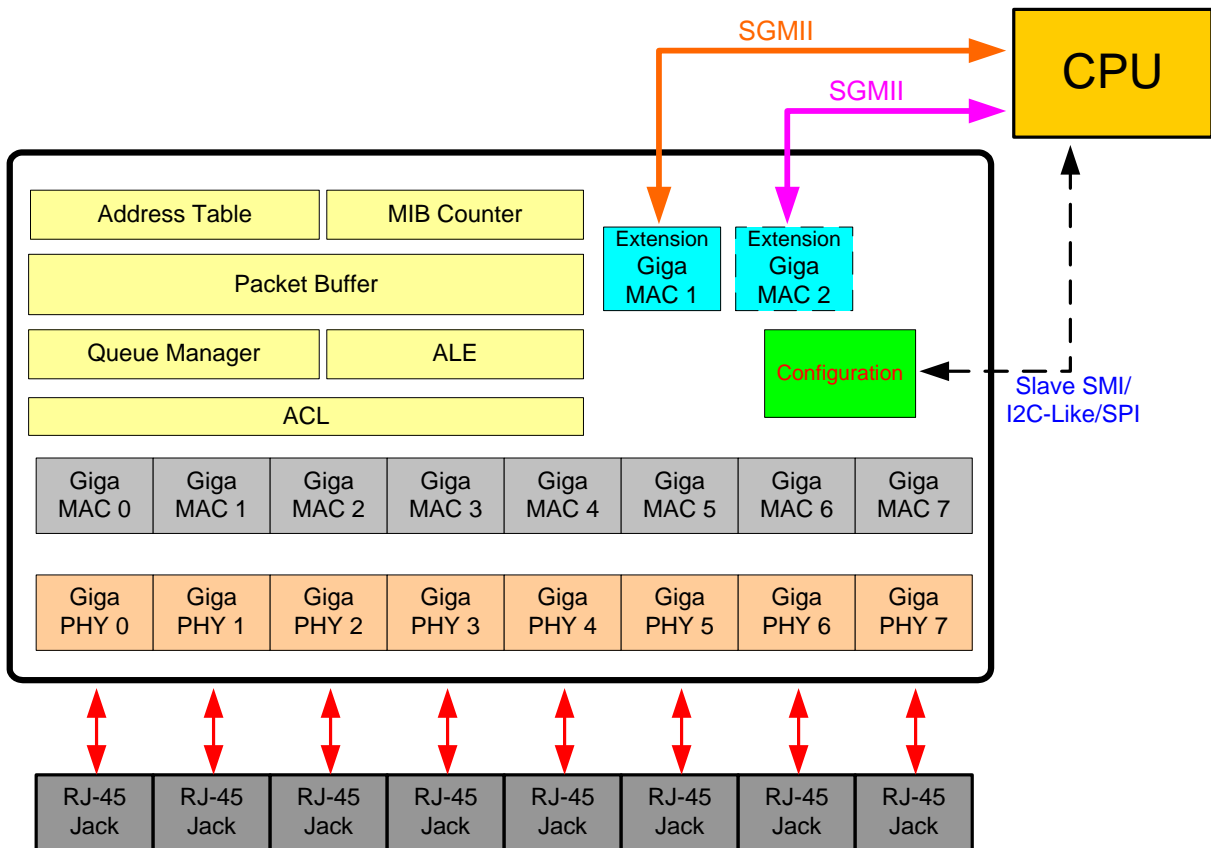 SGMII
CPU
SGMII
Address Table
MIB Counter
Extension
Giga
MAC 1
Extension
Giga
MAC 2
Packet Buffer
Queue Manager
ALE
Configuration
Slave SMI/
I2C-Like/SPI
ACL
Giga
MAC 0
Giga
MAC 1
Giga
MAC 2
Giga
MAC 3
Giga
MAC 4
Giga
MAC 5
Giga
MAC 6
Giga
MAC 7
Giga
PHY 0
Giga
PHY 1
Giga
PHY 2
Giga
PHY 3
Giga
PHY 4
Giga
PHY 5
Giga
PHY 6
Giga
PHY 7
RJ-45
Jack
RJ-45
Jack
RJ-45
Jack
RJ-45
Jack
RJ-45
Jack
RJ-45
Jack
RJ-45
Jack
RJ-45
Jack